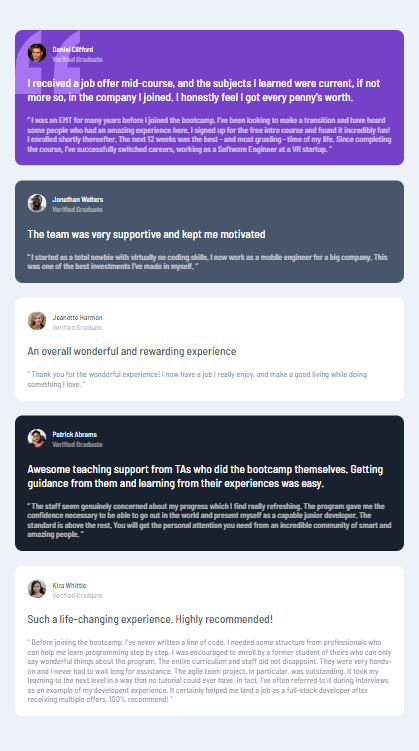 Daniel Clifford
Verified Graduate
I received a job offer mid-course, and the subjects I learned were current, if not
more so, in the company I joined. I honestly feel I got every penny's worth.
" I was an EMT for many years before I joined the bootcamp. I've been looking to make a transition and have heard
some people who had an amazing experience here. I signed up for the free intro course and found it incredibly fun!
I enrolled shortly thereafter. The next 12 weeks was the best - and most grueling - time of my life. Since completing
the course, I've successfully switched careers, working as a Software Engineer at a VR startup. "
Jonathan Walters
Verified Graduate
The team was very supportive and kept me motivated
" I started as a total newbie with virtually no coding skills. I now work as a mobile engineer for a big company. This
was one of the best investments I've made in myself. "
Jeanette Harmon
Verified Graduate
An overall wonderful and rewarding experience
" Thank you for the wonderful experience! I now have a job I really enjoy, and make a good living while doing
something I love. "
Patrick Abrams
Verified Graduate
Awesome teaching support from TAs who did the bootcamp themselves. Getting
guidance from them and learning from their experiences was easy.
" The staff seem genuinely concerned about my progress which I find really refreshing. The program gave me the
confidence necessary to be able to go out in the world and present myself as a capable junior developer. The
standard is above the rest. You will get the personal attention you need from an incredible community of smart and
amazing people. "
Kira Whittle
Verified Graduate
Such a life-changing experience. Highly recommended!
" Before joining the bootcamp, I've never written a line of code. I needed some structure from professionals who
can help me learn programming step by step. I was encouraged to enroll by a former student of theirs who can only
say wonderful things about the program. The entire curriculum and staff did not disappoint. They were very hands-
on and I never had to wait long for assistance. The agile team project, in particular, was outstanding. It took my
learning to the next level in a way that no tutorial could ever have. In fact, I've often referred to it during interviews
as an example of my developent experience. It certainly helped me land a job as a full-stack developer after
receiving multiple offers. 100% recommend! "